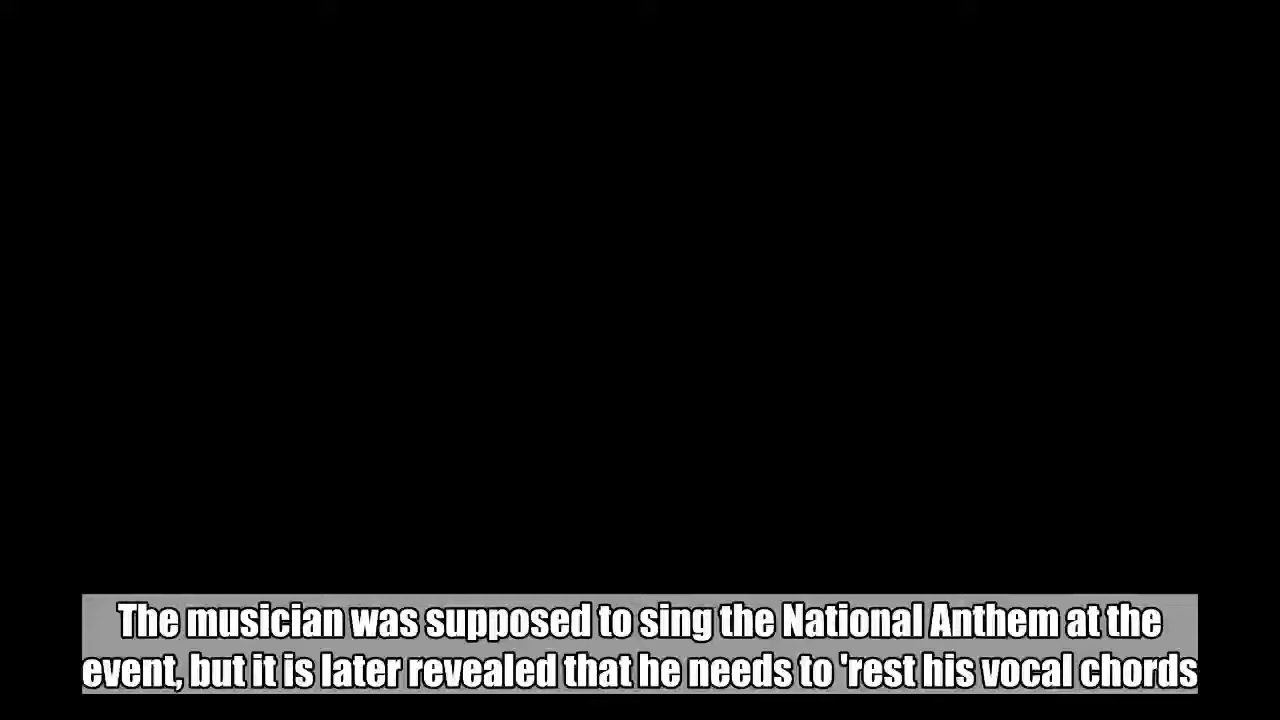 The musician was supposed to sing the National Anthem at the
event, but it is later revealed that he needs to 'rest his vocal chords